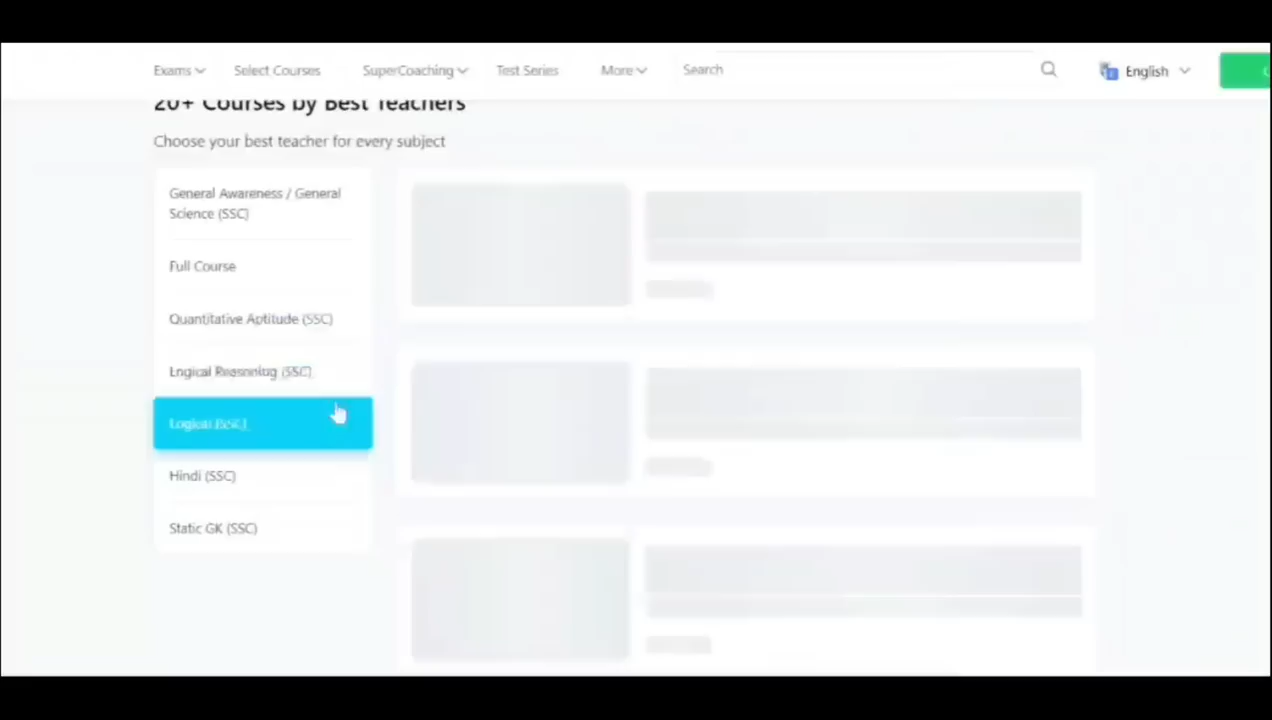 Exams
Select Courses
SuperCoaching
Test Series
More
Search
English
20+ Courses by Best Teachers
Choose your best teacher for every subject
General Awareness / General
Science (SSC)
Full Course
Quantitative Aptitude (SSC)
Logical Reasoning (SSC)
Hindi (SSC)
Static GK (SSC)